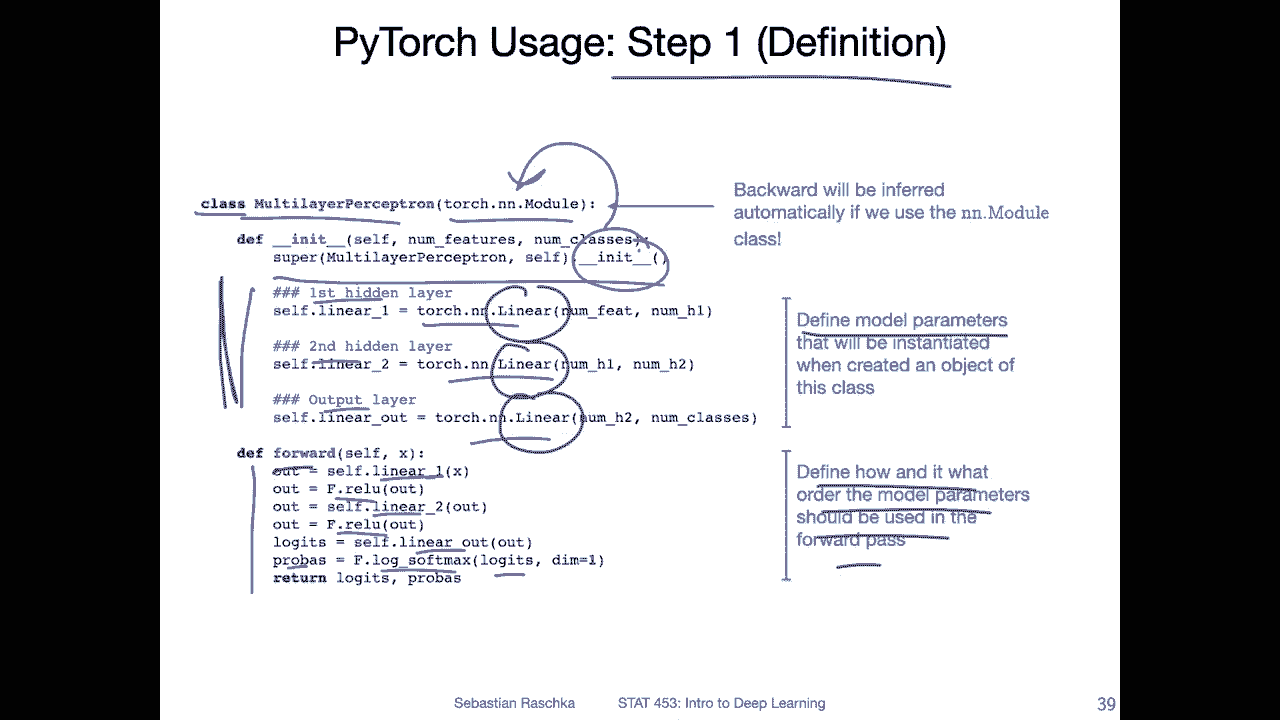 PyTorch Usage: Step 1 (Definition)
class MultilayerPerceptron(torch.nn.Module):
def __init__(self, num_features, num_classes):
super(MultilayerPerceptron, self).__init__()
### 1st hidden layer
self.linear_1 = torch.nn.Linear(num_feat, num_h1)
### 2nd hidden layer
self.linear_2 = torch.nn.Linear(num_h1, num_h2)
### Output layer
self.linear_out = torch.nn.Linear(num_h2, num_classes)
def forward(self, x):
out = self.linear_1(x)
out = F.relu(out)
out = self.linear_2(out)
out = F.relu(out)
logits = self.linear_out(out)
probas = F.log_softmax(logits, dim=1)
return logits, probas
Backward will be inferred
automatically if we use the nn.Module
class!
Define model parameters
that will be instantiated
when created an object of
this class
Define how and it what
order the model parameters
should be used in the
forward pass
Sebastian Raschka STAT 453: Intro to Deep Learning 39